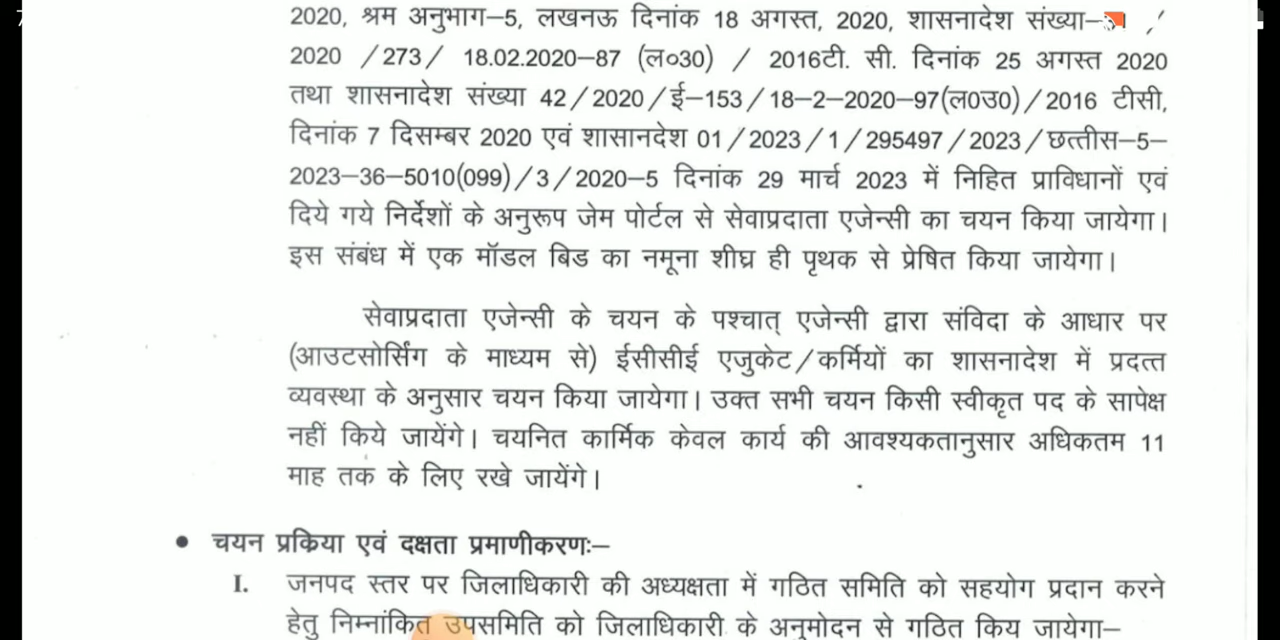 2020, श्रम अनुभाग–5, लखनऊ दिनांक 18 अगस्त, 2020, शासनादेश संख्या–
2020 /273/ 18.02.2020–87 (ल०30) / 2016टी. सी. दिनांक 25 अगस्त 2020
तथा शासनादेश संख्या 42/2020/ई–153/18–2–2020–97(ल0उ0)/2016 टीसी,
दिनांक 7 दिसम्बर 2020 एवं शासानदेश 01/2023/1/295497/2023/छत्तीस–5–
2023–36–5010(099)/3/2020–5 दिनांक 29 मार्च 2023 में निहित प्राविधानों एवं
दिये गये निर्देशों के अनुरूप जेम पोर्टल से सेवाप्रदाता एजेन्सी का चयन किया जायेगा।
इस संबंध में एक मॉडल बिड का नमूना शीघ्र ही पृथक से प्रेषित किया जायेगा।
सेवाप्रदाता एजेन्सी के चयन के पश्चात् एजेन्सी द्वारा संविदा के आधार पर
(आउटसोर्सिंग के माध्यम से) ईसीसीई एजुकेट/कर्मियों का शासनादेश में प्रदत्त
व्यवस्था के अनुसार चयन किया जायेगा। उक्त सभी चयन किसी स्वीकृत पद के सापेक्ष
नहीं किये जायेंगे। चयनित कार्मिक केवल कार्य की आवश्यकतानुसार अधिकतम 11
माह तक के लिए रखे जायेंगे।
• चयन प्रक्रिया एवं दक्षता प्रमाणीकरणः–
I. जनपद स्तर पर जिलाधिकारी की अध्यक्षता में गठित समिति को सहयोग प्रदान करने
हेतु निम्नांकित उपसमिति को जिलाधिकारी के अनुमोदन से गठित किय जायेगा–